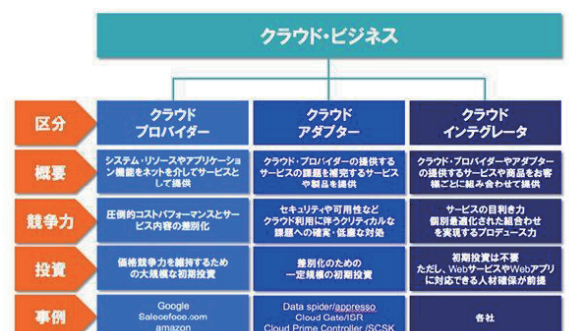 クラウド・ビジネス
区分
クラウド
プロバイダー
クラウド
アダプター
クラウド
インテグレータ
概要
システム・リソースやアプリケーショ
ン機能をネットを介してサービスと
して提供
クラウド・プロバイダーの提供する
サービスの課題を補完するサービス
や製品を提供
クラウド・プロバイダーやアダプター
の提供するサービスや商品をお客
様ごとに組み合わせて提供
競争力
圧倒的コストパフォーマンスとサー
ビス内容の差別化
セキュリティや可用性など
クラウド利用に伴うクリティカルな
課題への確実・低廉な対処
サービスの目利き力
個別最適化された組合わせ
を実現するプロデュース力
投資
価格競争力を維持するため
の大規模な初期投資
差別化のための
一定規模の初期投資
初期投資は不要
ただし、WebサービスやWebアプリ
に対応できる人材確保が前提
事例
Google
Salesofoce.com
amazon
Data spider/appresso
Cloud Gate/ISR
Cloud Prime Controller /SCSK
各社